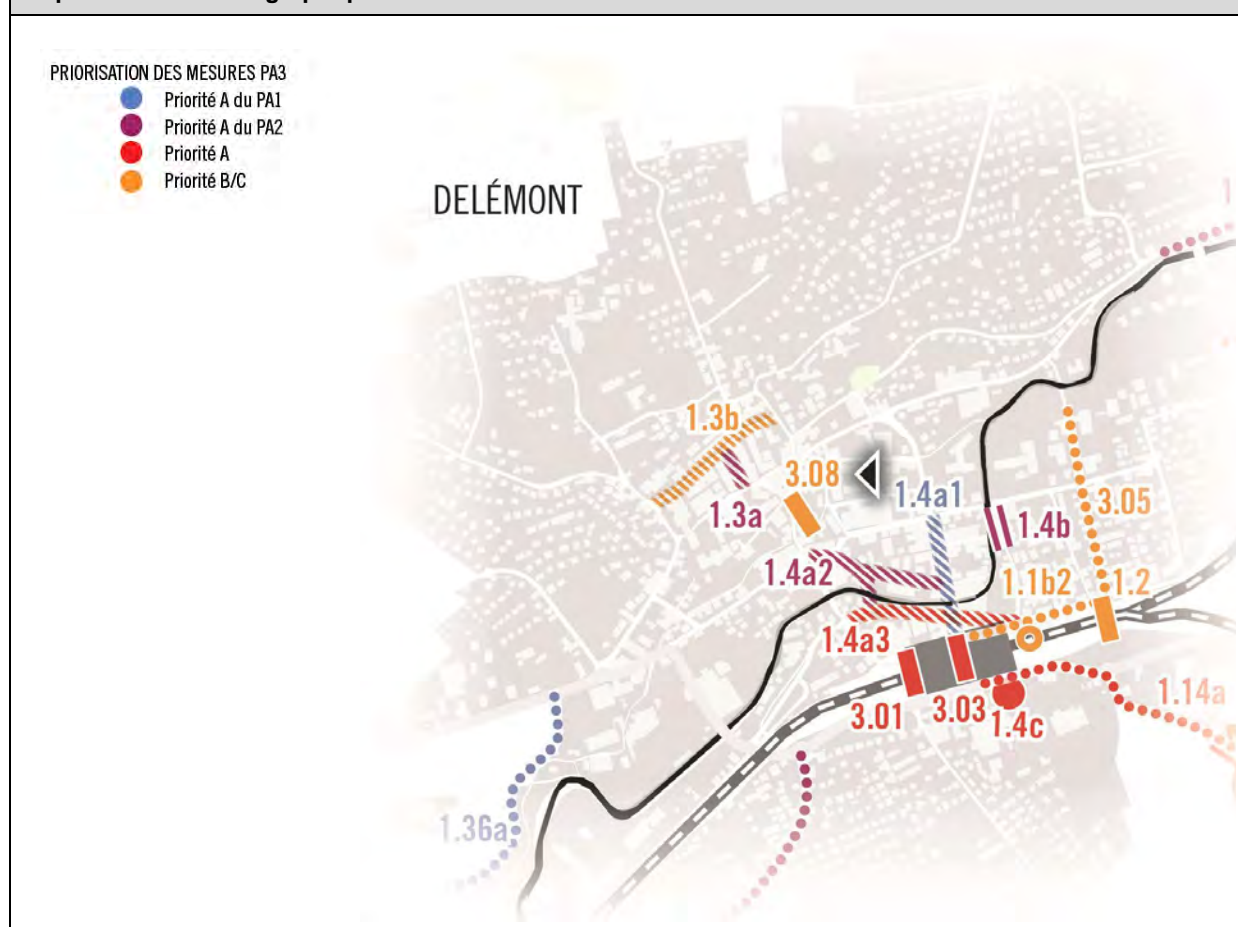 PRIORISATION DES MESURES PA3
Priorité A du PA1
Priorité A du PA2
Priorité A
Priorité B/C
DELÉMONT
1
1.3b
3.08
1.4a1
1.3a
3.05
1.4b
1.4a2
1.1b2
1.2
1.4a3
1.14a
3.01
3.03
1.4c
1.36a